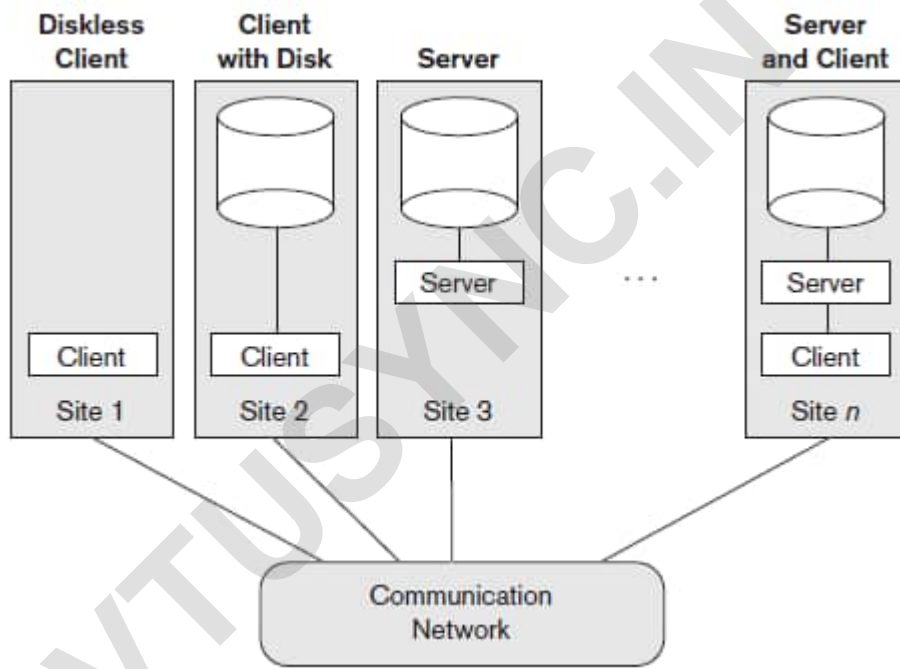 Diskless
Client
Client
with Disk
Server
Server
and Client
Client
Site 1
Client
Site 2
Server
Site 3
...
Server
Client
Site n
Communication
Network
VTUSYNC.IN